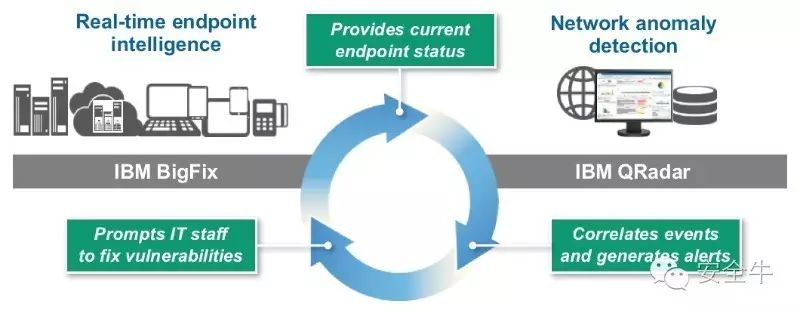 Real-time endpoint
intelligence
Provides current
endpoint status
Network anomaly
detection
IBM BigFix
IBM QRadar
Prompts IT staff
to fix vulnerabilities
Correlates events
and generates alerts
安全牛